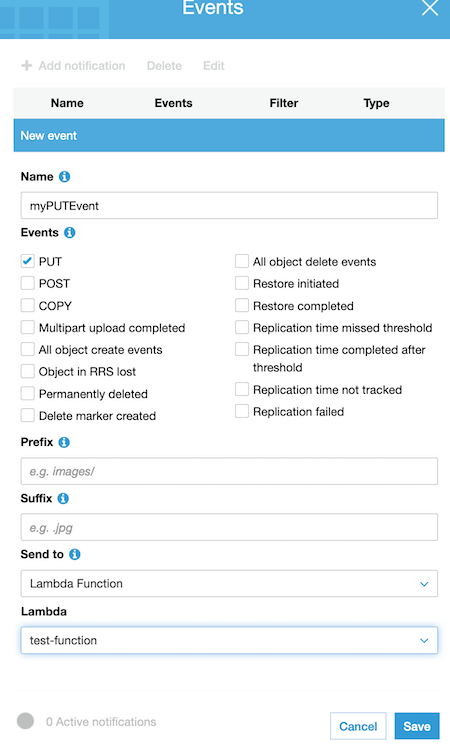 Events
Add notification Delete Edit
Name Events Filter Type
New event
Name
myPUTEvent
Events
PUT
POST
COPY
Multipart upload completed
All object create events
Object in RRS lost
Permanently deleted
Delete marker created
All object delete events
Restore initiated
Restore completed
Replication time missed threshold
Replication time completed after
threshold
Replication time not tracked
Replication failed
Prefix
e.g. images/
Suffix
e.g. .jpg
Send to
Lambda Function
Lambda
test-function
0 Active notifications
Cancel Save